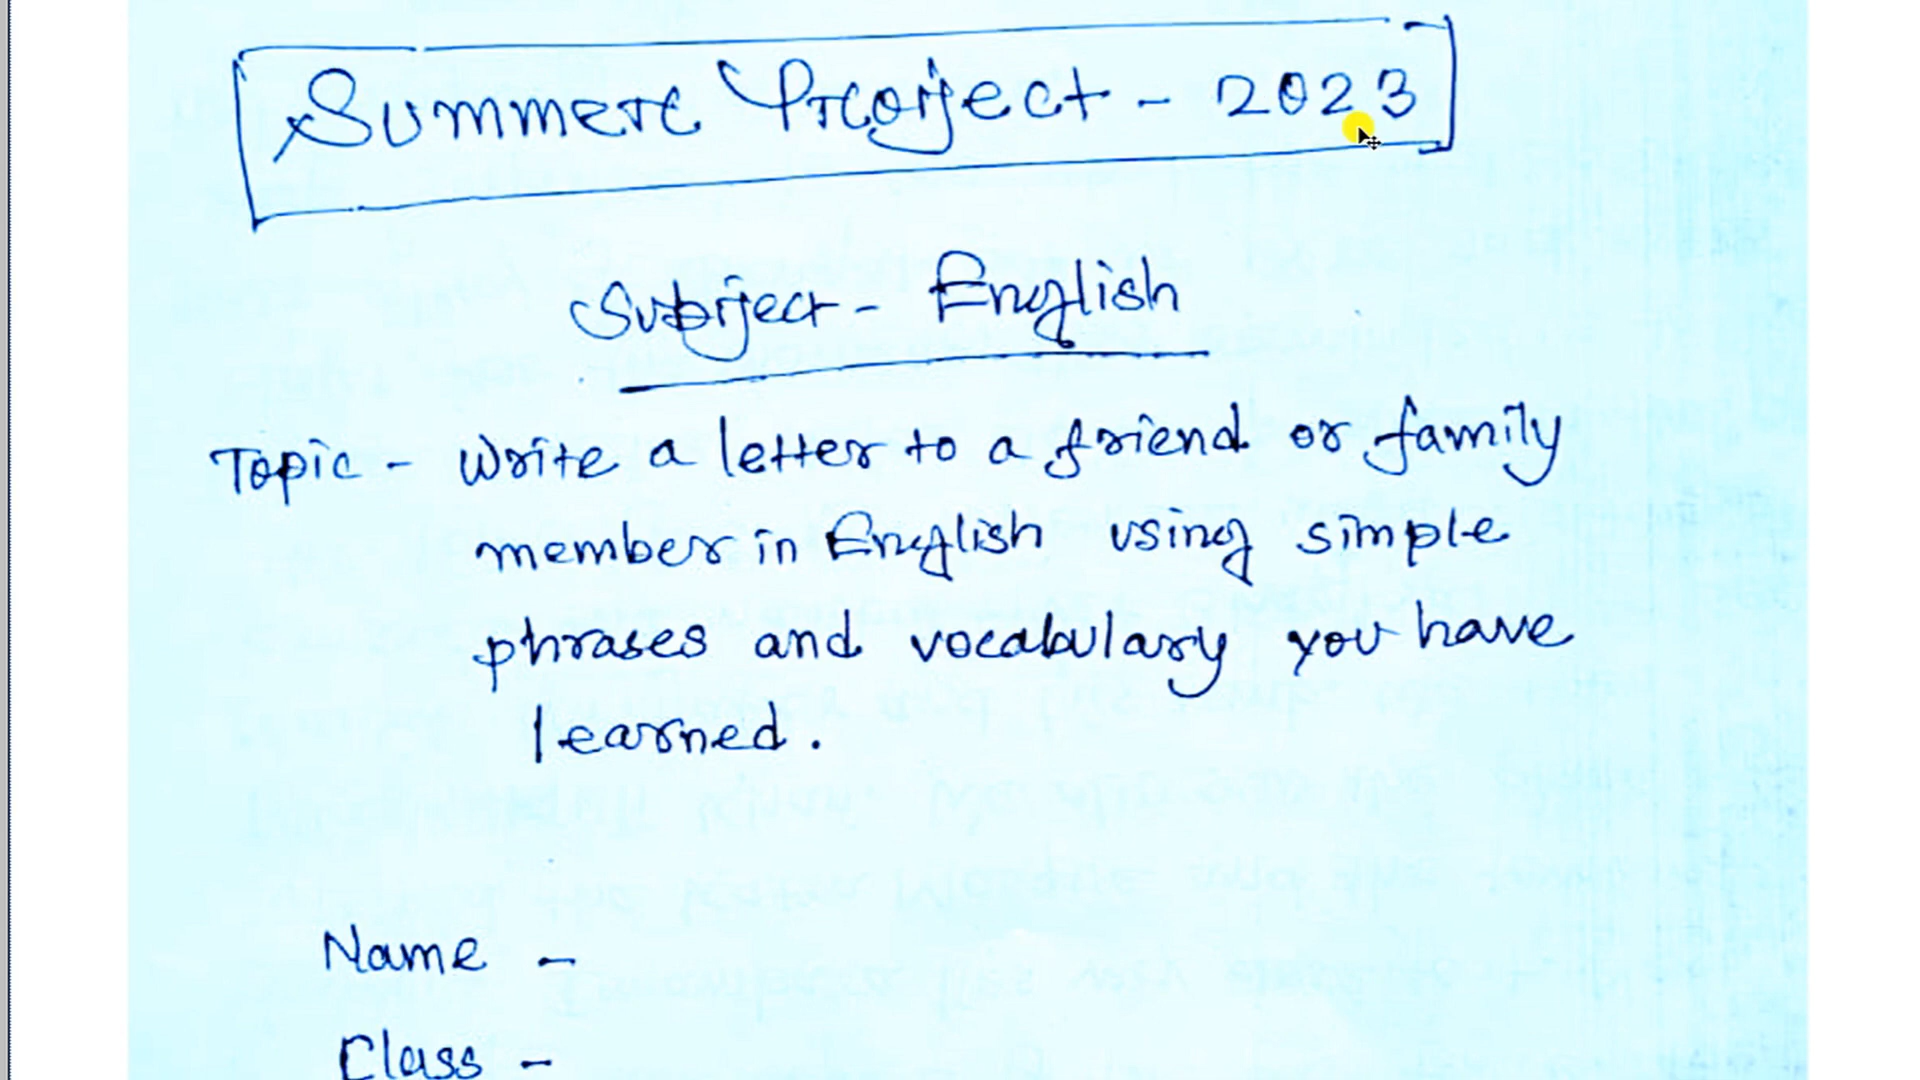 Summer Project - 2023
Subject - English
Topic - Write a letter to a friend or family
member in English using simple
phrases and vocabulary you have
learned.
Name -
Class -